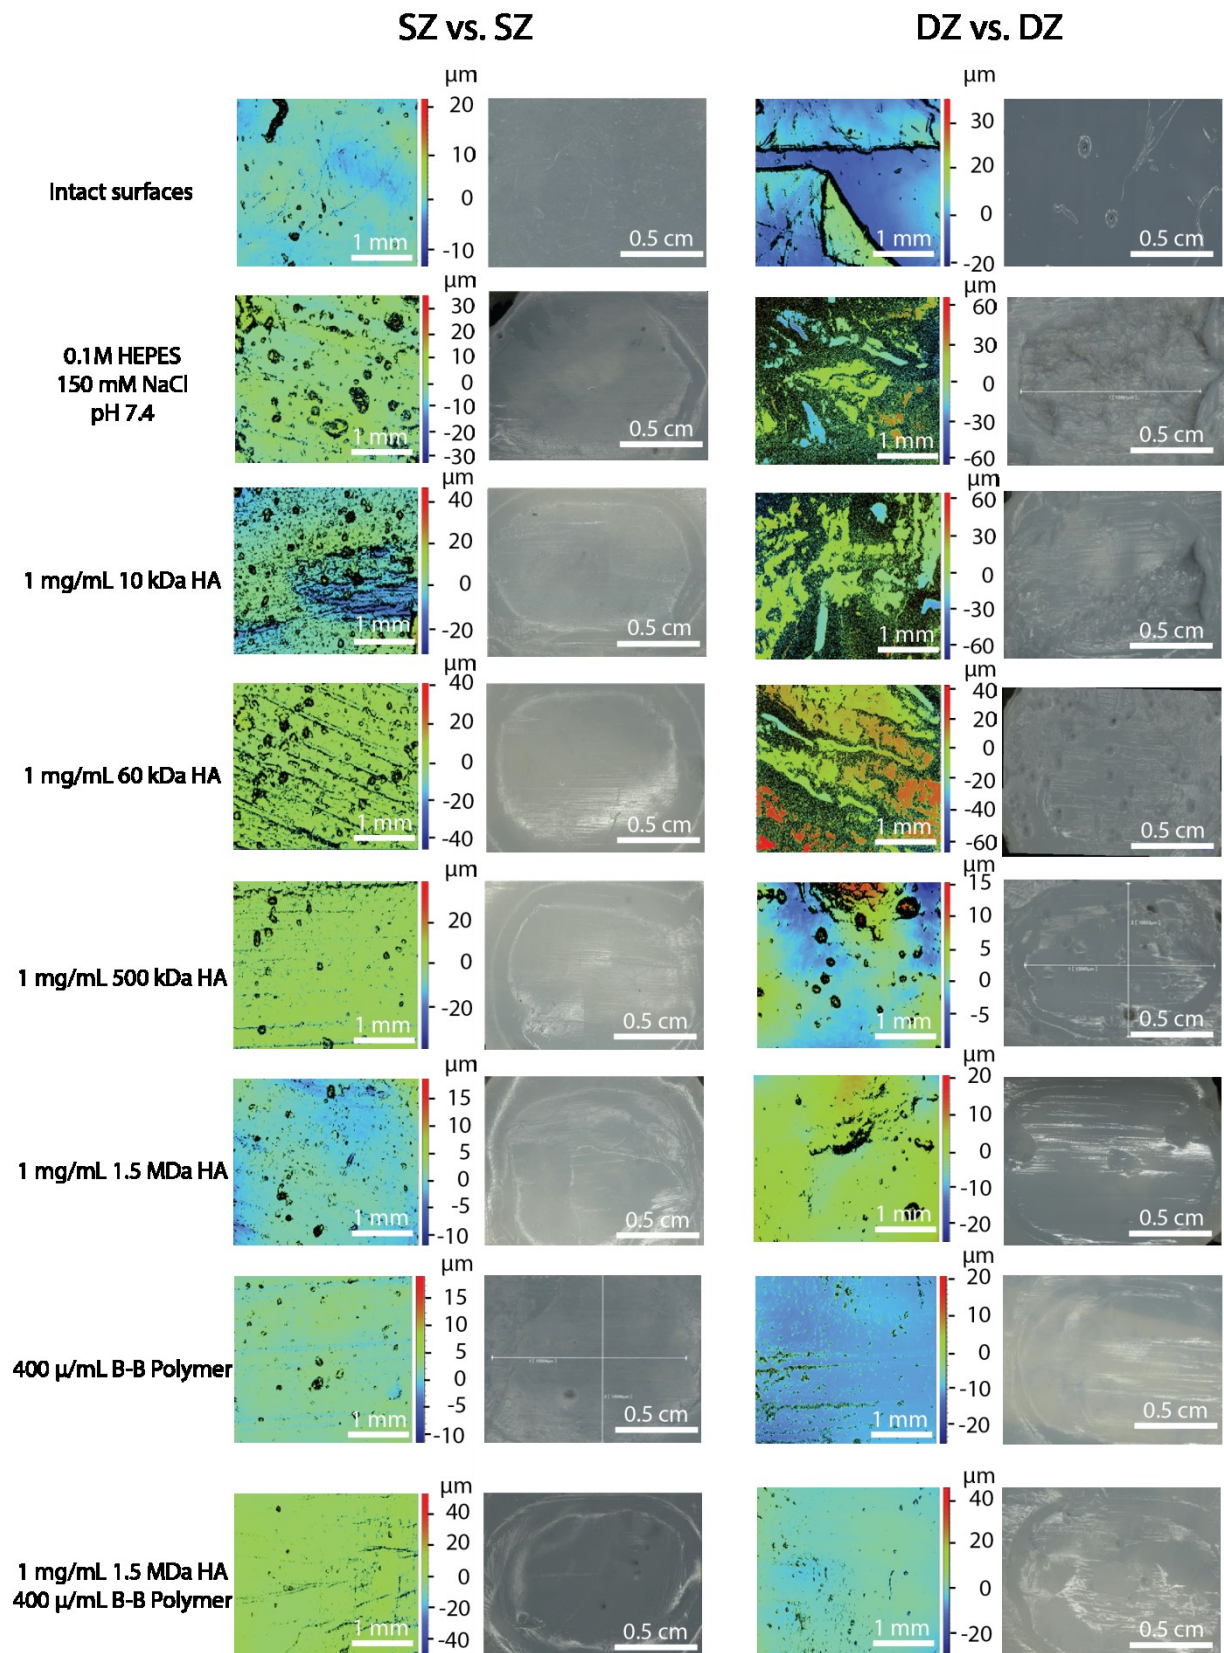 SZ vs. SZ
DZ vs. DZ
Intact surfaces
µm
20
10
0
-10
1 mm
0.5 cm
µm
30
20
0
-20
1 mm
0.5 cm
0.1M HEPES
150 mM NaCl
pH 7.4
µm
30
20
10
0
-10
-20
-30
1 mm
0.5 cm
µm
60
30
0
-30
-60
1 mm
0.5 cm
1 mg/mL 10 kDa HA
µm
40
20
0
-20
1 mm
0.5 cm
µm
60
30
0
-30
-60
1 mm
0.5 cm
1 mg/mL 60 kDa HA
µm
40
20
0
-20
-40
1 mm
0.5 cm
µm
40
20
0
-20
-40
-60
1 mm
0.5 cm
1 mg/mL 500 kDa HA
µm
20
0
-20
1 mm
0.5 cm
µm
15
10
5
0
-5
1 mm
0.5 cm
1 mg/mL 1.5 MDa HA
µm
15
10
5
0
-5
-10
1 mm
0.5 cm
µm
20
10
0
-10
-20
1 mm
0.5 cm
400 µ/mL B-B Polymer
µm
15
10
5
0
-5
-10
1 mm
0.5 cm
µm
20
10
0
-10
-20
1 mm
0.5 cm
1 mg/mL 1.5 MDa HA
400 µ/mL B-B Polymer
µm
40
20
0
-20
-40
1 mm
0.5 cm
µm
40
20
0
-20
1 mm
0.5 cm